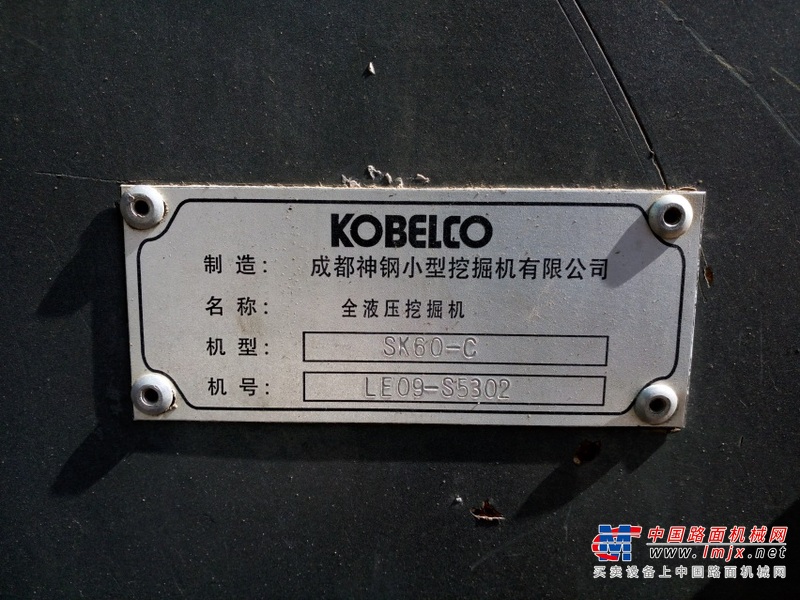 KOBELCO
制造: 成都神钢小型挖掘机有限公司
名称: 全液压挖掘机
机型: SK60-C
机号: LE09-S5302
中国路面机械网
www.lmjx.net
买卖设备上中国路面机械网